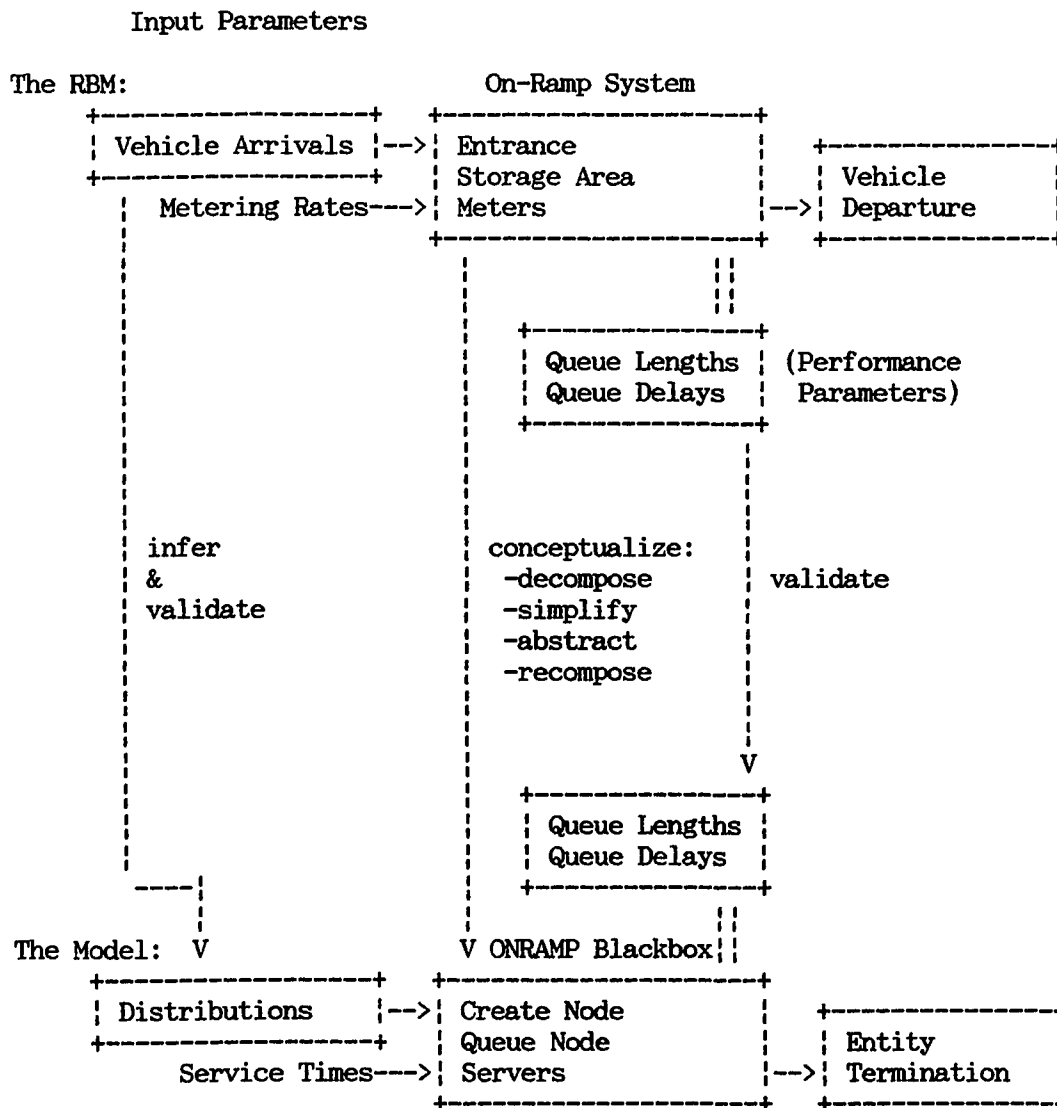 Input Parameters
The RBM: On-Ramp System
Vehicle Arrivals --> Entrance
Storage Area Vehicle
Metering Rates---> Meters --> Departure
Queue Lengths (Performance
Queue Delays Parameters)
infer conceptualize:
& -decompose validate
validate -simplify
-abstract
-recompose
V
Queue Lengths
Queue Delays
The Model: V V ONRAMP Blackbox
Distributions --> Create Node
Queue Node Entity
Service Times---> Servers --> Termination